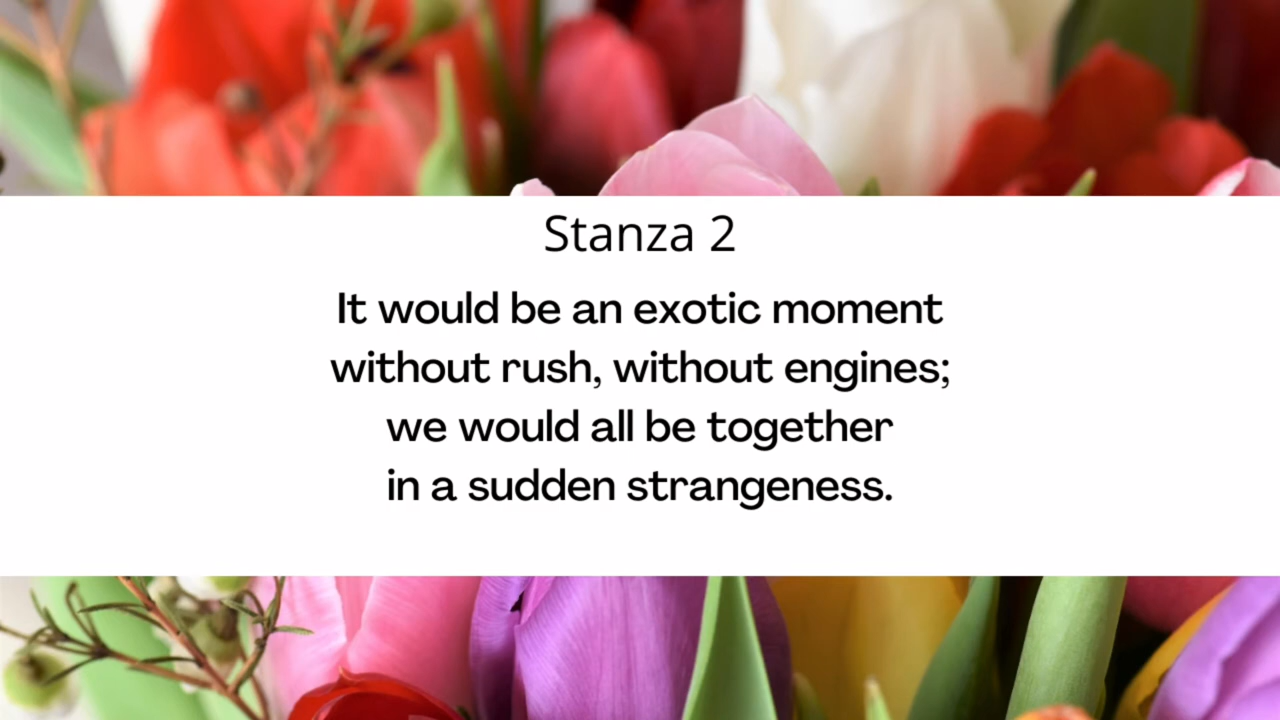 Stanza 2
It would be an exotic moment
without rush, without engines;
we would all be together
in a sudden strangeness.